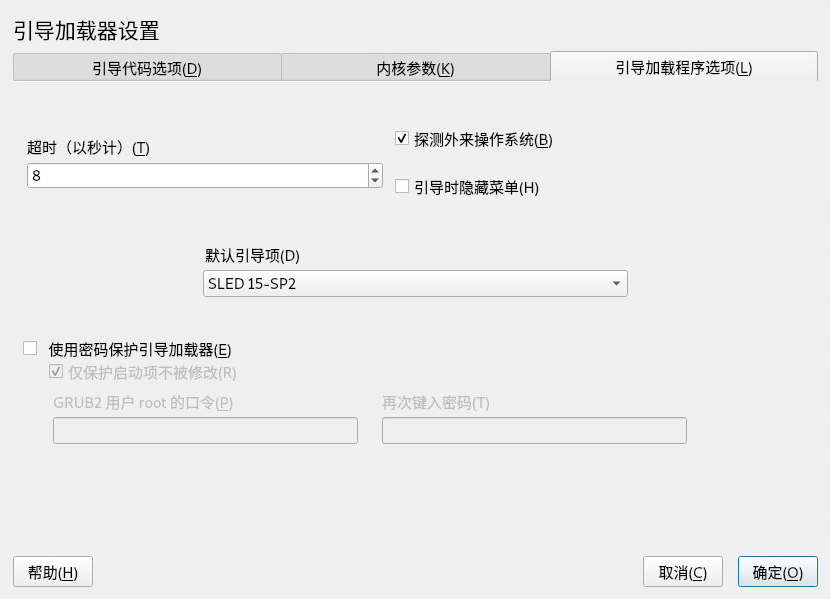 引导加载器设置
引导代码选项(D)
内核参数(K)
引导加载程序选项(L)
超时（以秒计）(T)
探测外来操作系统(B)
8
引导时隐藏菜单(H)
默认引导项(D)
SLED 15-SP2
使用密码保护引导加载器(E)
仅保护启动项不被修改(R)
GRUB2 用户 root 的口令(P)
再次键入密码(T)
帮助(H)
取消(C)
确定(O)